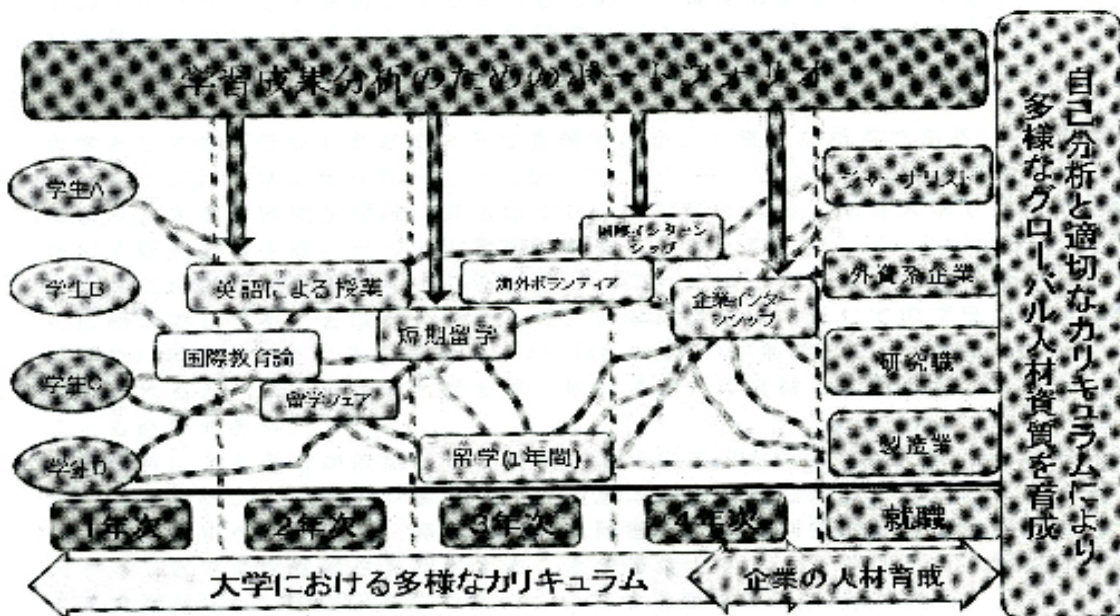 学習成果分析のためのポートフォリオ
学生A
学生B
学生C
学生D
英語による授業
国際教育論
留学フェア
短期留学
海外ボランティア
国際インターン
シップ
企業インター
ンシップ
留学(1年間)
ジャーナリスト
外資系企業
研究職
製造業
1年次
2年次
3年次
4年次
就職
大学における多様なカリキュラム
企業の人材育成
自己分析と適切なカリキュラムにより
多様なグローバル人材資質を育成